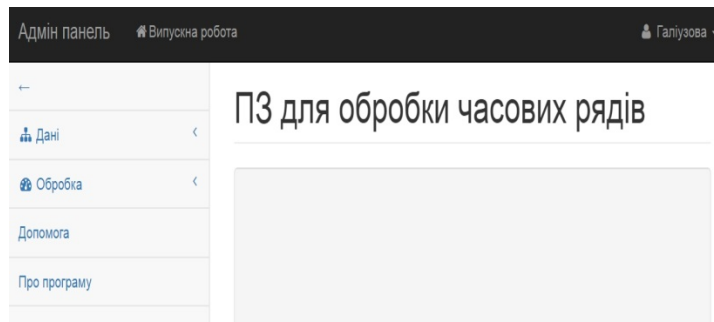 Адмін панель Випускна робота Галіузова
←
ПЗ для обробки часових рядів
Дані
Обробка
Допомога
Про програму